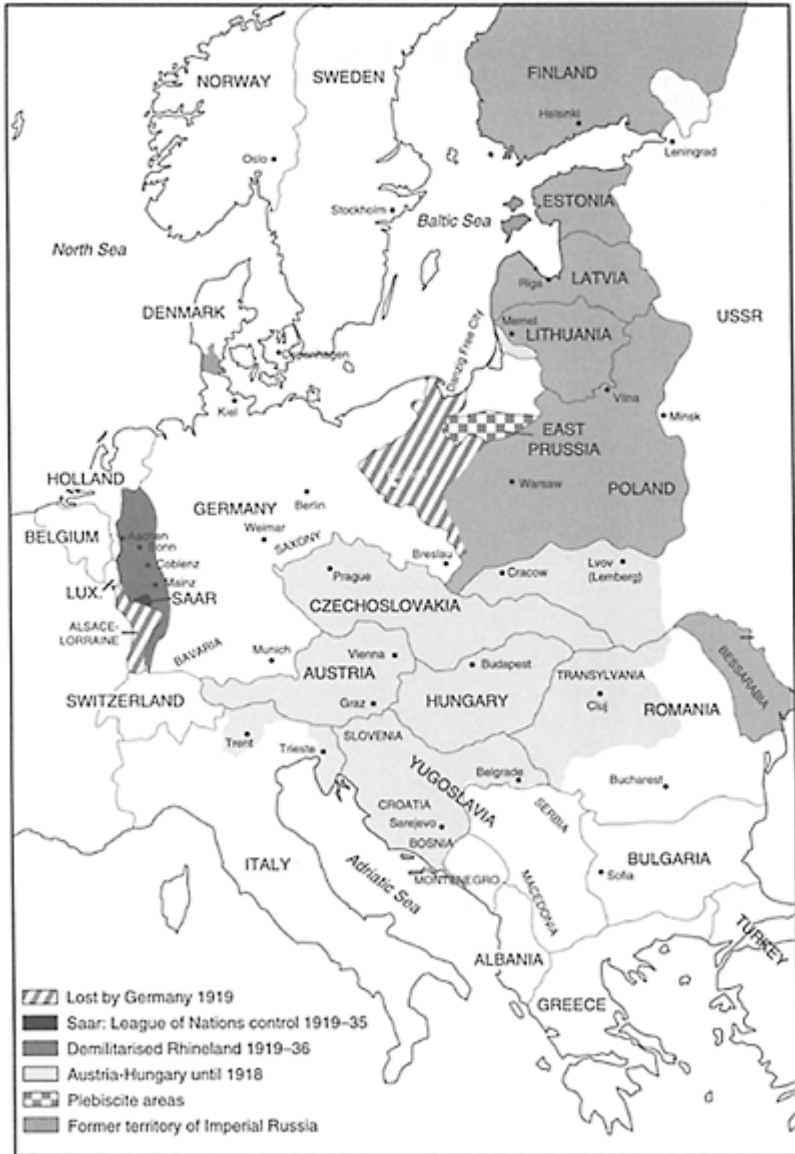 NORWAY
SWEDEN
FINLAND
Helsinki
Leningrad
Oslo
Stockholm
Baltic Sea
ESTONIA
North Sea
LATVIA
Riga
DENMARK
Memel
LITHUANIA
USSR
Copenhagen
Danzig Free City
Kiel
Vilna
Minsk
EAST
PRUSSIA
HOLLAND
Warsaw
POLAND
GERMANY
Berlin
BELGIUM
Aachen
Bonn
Weimar
SAXONY
Breslau
Coblenz
Prague
Cracow
Lvov
(Lemberg)
LUX.
Mainz
SAAR
CZECHOSLOVAKIA
ALSACE-
LORRAINE
BAVARIA
Munich
Vienna
AUSTRIA
Budapest
TRANSYLVANIA
BESSARABIA
SWITZERLAND
Graz
HUNGARY
Cluj
ROMANIA
Trent
Trieste
SLOVENIA
YUGOSLAVIA
Belgrade
Bucharest
CROATIA
Sarejevo
BOSNIA
SERBIA
ITALY
Adriatic Sea
MONTENEGRO
MACEDONIA
BULGARIA
Sofia
ALBANIA
TURKEY
GREECE
Lost by Germany 1919
Saar: League of Nations control 1919–35
Demilitarised Rhineland 1919–36
Austria-Hungary until 1918
Plebiscite areas
Former territory of Imperial Russia